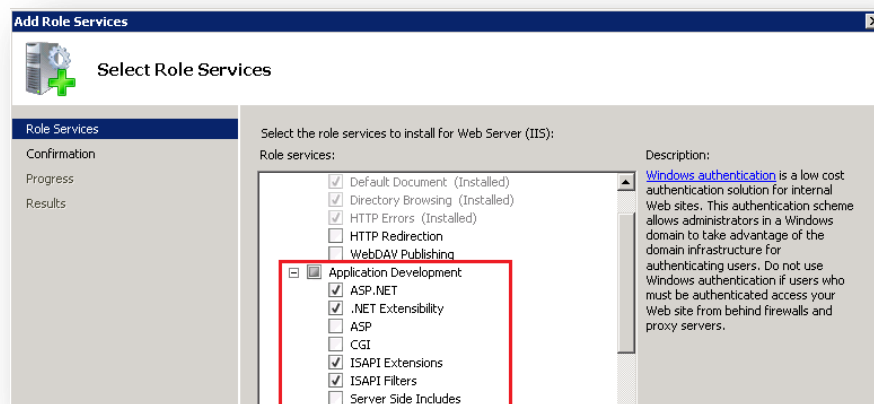 Add Role Services
Select Role Services
Role Services
Confirmation
Progress
Results
Select the role services to install for Web Server (IIS):
Role services:
Default Document (Installed)
Directory Browsing (Installed)
HTTP Errors (Installed)
HTTP Redirection
WebDAV Publishing
Application Development
ASP.NET
.NET Extensibility
ASP
CGI
ISAPI Extensions
ISAPI Filters
Server Side Includes
Description:
Windows authentication is a low cost
authentication solution for internal
Web sites. This authentication scheme
allows administrators in a Windows
domain to take advantage of the
domain infrastructure for
authenticating users. Do not use
Windows authentication if users who
must be authenticated access your
Web site from behind firewalls and
proxy servers.